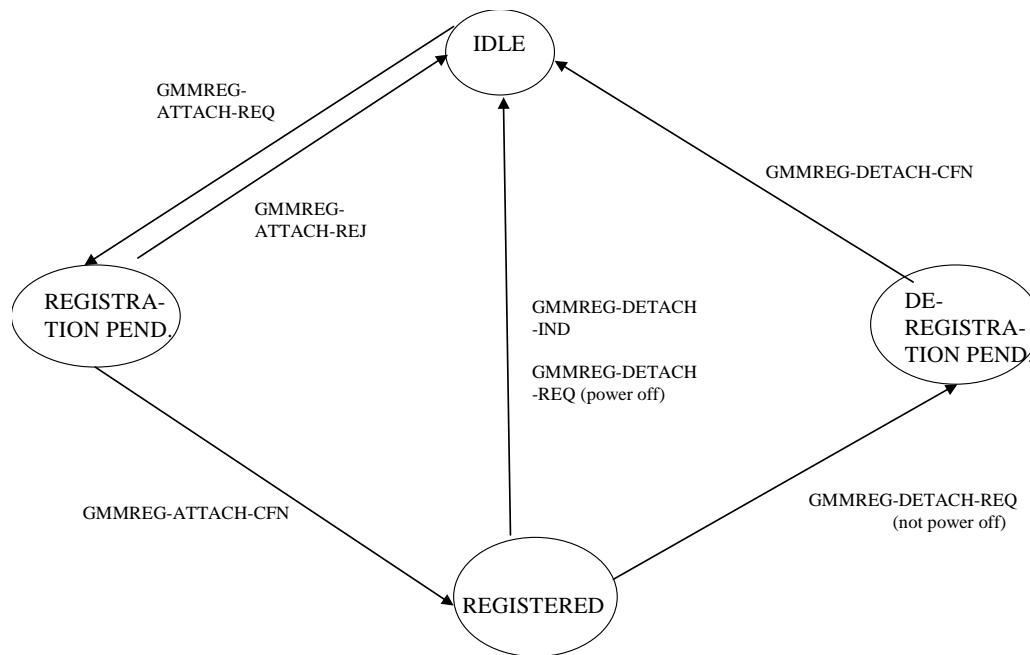 IDLE
GMMREG-
ATTACH-REQ
GMMREG-DETACH-CFN
GMMREG-
ATTACH-REJ
REGISTRA-
TION PEND.
GMMREG-DETACH
-IND
GMMREG-DETACH
-REQ (power off)
DE-
REGISTRA-
TION PEND.
GMMREG-ATTACH-CFN
GMMREG-DETACH-REQ
(not power off)
REGISTERED